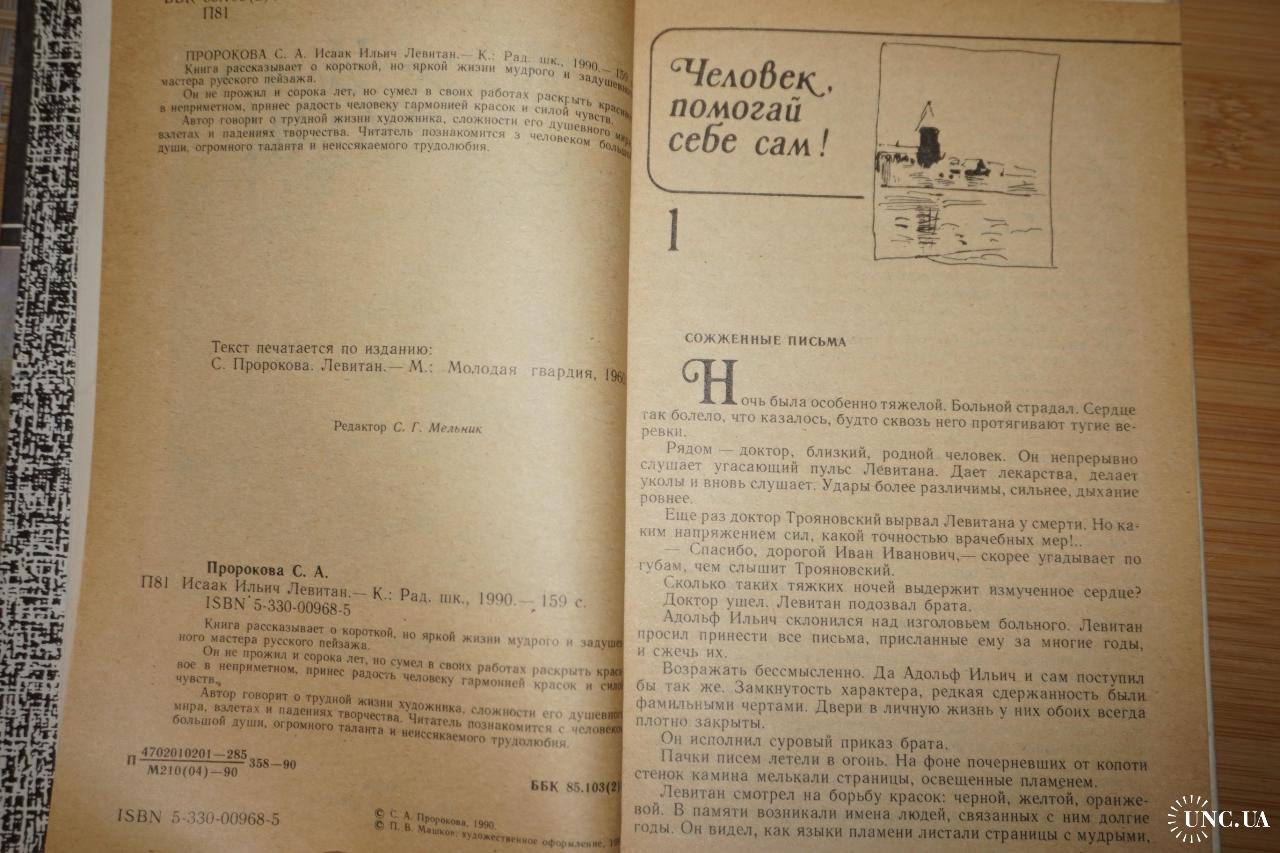 П81
ПРОРОКОВА С. А. Исаак Ильич Левитан.— К.: Рад. шк., 1990.— 159
Книга рассказывает о короткой, но яркой жизни мудрого и задушевн
мастера русского пейзажа.
Он не прожил и сорока лет, но сумел в своих работах раскрыть красив
в неприметном, принес радость человеку гармонией красок и силой чувств.
Автор говорит о трудной жизни художника, сложности его душевного мира
взлетах и падениях творчества. Читатель познакомится з человеком большо
души, огромного таланта и неиссякаемого трудолюбия.
Текст печатается по изданию:
С. Пророкова. Левитан.— М.: Молодая гвардия, 1960
Редактор С. Г. Мельник
Пророкова С. А.
П81 Исаак Ильич Левитан.— К.: Рад. шк., 1990.— 159 с.
ISBN 5-330-00968-5
Книга рассказывает о короткой, но яркой жизни мудрого и задуше
ного мастера русского пейзажа.
Он не прожил и сорока лет, но сумел в своих работах раскрыть крас
вое в неприметном, принес радость человеку гармонией красок и сило
чувств.
Автор говорит о трудной жизни художника, сложности его душевног
мира, взлетах и падениях творчества. Читатель познакомится с человеко
большой души, огромного таланта и неиссякаемого трудолюбия.
П 4702010201—285 358—90
М210(04)—90
ББК 85.103(2)
ISBN 5-330-00968-5
© С. А. Пророкова, 1990.
© П. В. Машков, художественное оформление,
Человек,
помогай
себе сам!
1
СОЖЖЕННЫЕ ПИСЬМА
Ночь была особенно тяжелой. Больной страдал. Сердце
так болело, что казалось, будто сквозь него протягивают тугие ве-
ревки.
Рядом — доктор, близкий, родной человек. Он непрерывно
слушает угасающий пульс Левитана. Дает лекарства, делает
уколы и вновь слушает. Удары более различимы, сильнее, дыхание
ровнее.
Еще раз доктор Трояновский вырвал Левитана у смерти. Но ка-
ким напряжением сил, какой точностью врачебных мер!..
— Спасибо, дорогой Иван Иванович,— скорее угадывает по
губам, чем слышит Трояновский.
Сколько таких тяжких ночей выдержит измученное сердце?
Доктор ушел. Левитан подозвал брата.
Адольф Ильич склонился над изголовьем больного. Левитан
просил принести все письма, присланные ему за многие годы,
и сжечь их.
Возражать бессмысленно. Да Адольф Ильич и сам поступил
бы так же. Замкнутость характера, редкая сдержанность были
фамильными чертами. Двери в личную жизнь у них обоих всегда
плотно закрыты.
Он исполнил суровый приказ брата.
Пачки писем летели в огонь. На фоне почерневших от копоти
стенок камина мелькали страницы, освещенные пламенем.
Левитан смотрел на борьбу красок: черной, желтой, оранже-
вой. В памяти возникали имена людей, связанных с ним долгие
годы. Он видел, как языки пламени листали страницы с мудрыми,
UNC.UA